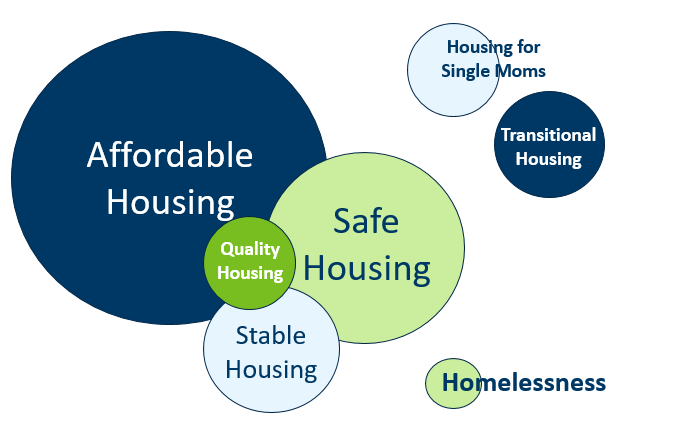 Housing for
Single Moms
Affordable
Housing
Transitional
Housing
Safe
Housing
Quality
Housing
Stable
Housing
Homelessness